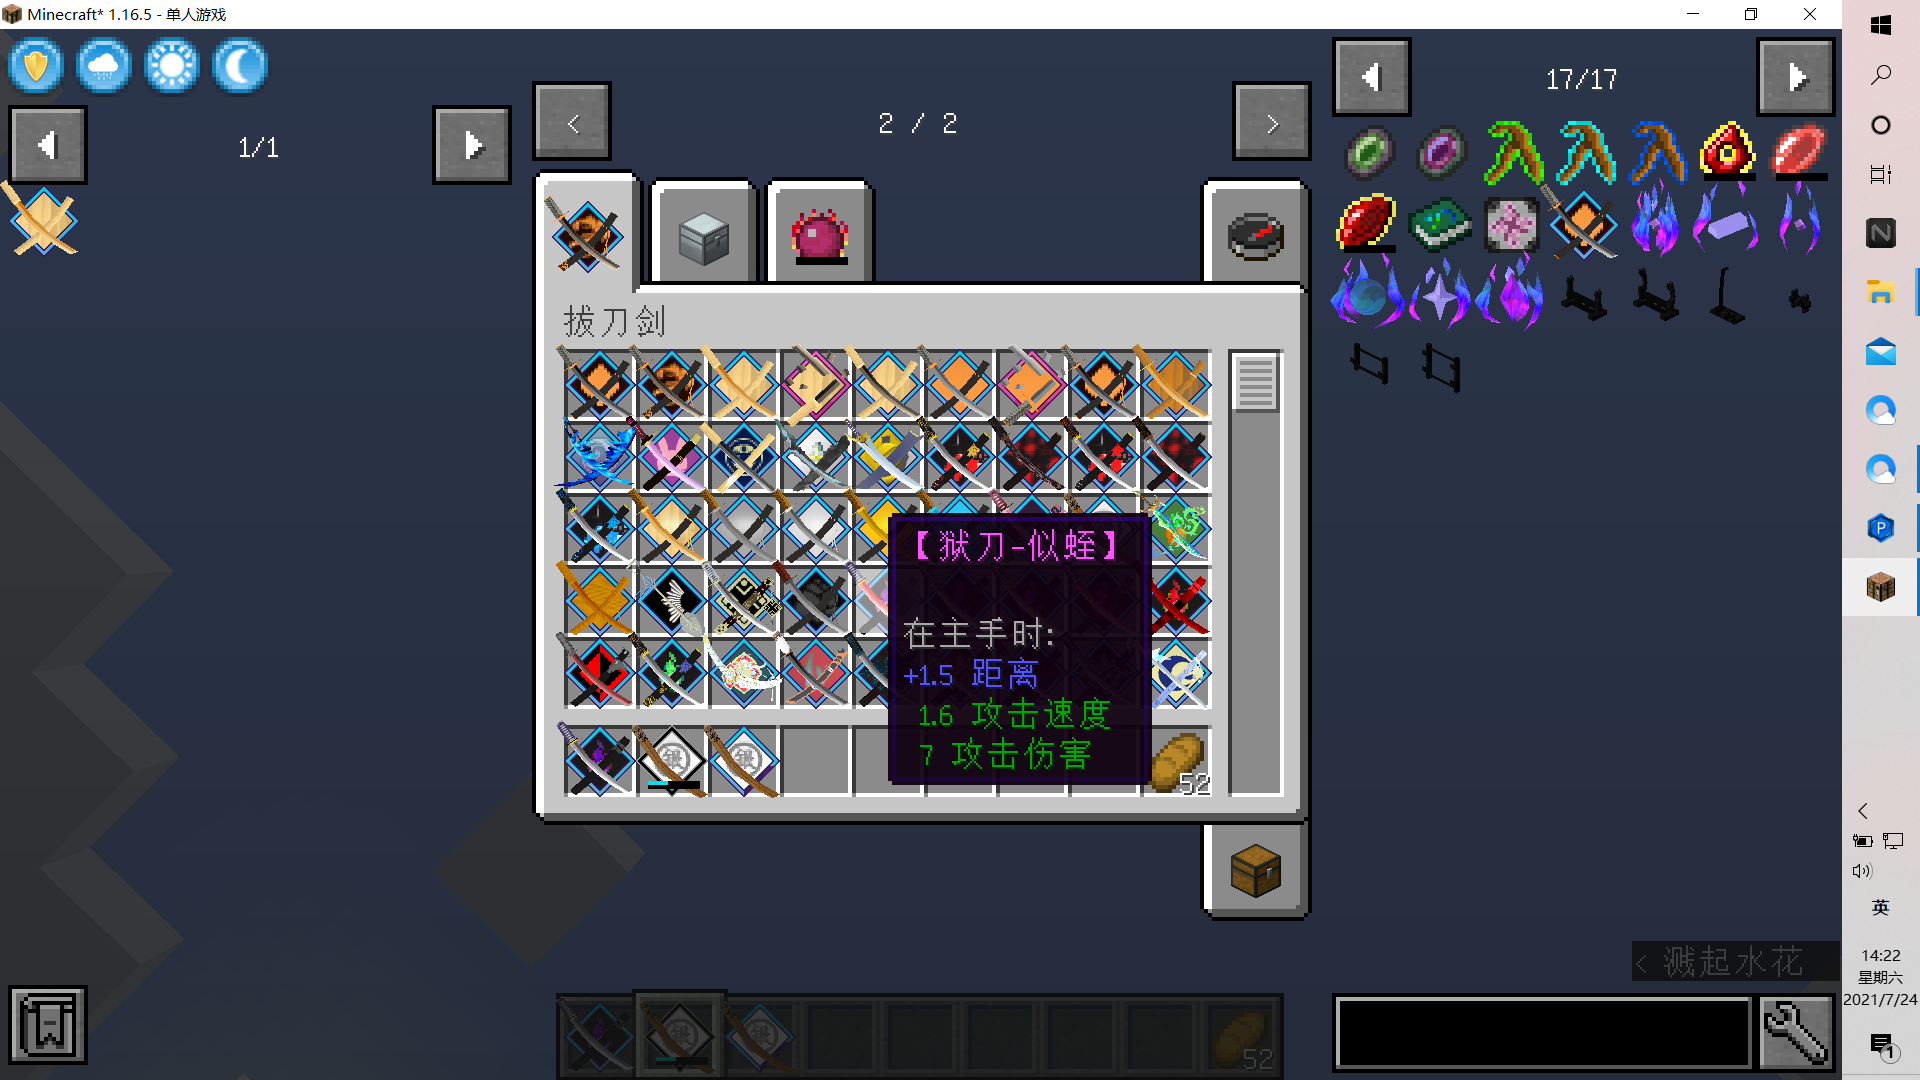 Minecraft* 1.16.5 - 单人游戏
1/1
2 / 2
17/17
拔刀剑
【狱刀-似蛭】
在主手时:
+1.5 距离
1.6 攻击速度
7 攻击伤害
52
溅起水花
52
英
14:22
星期六
2021/7/24
1